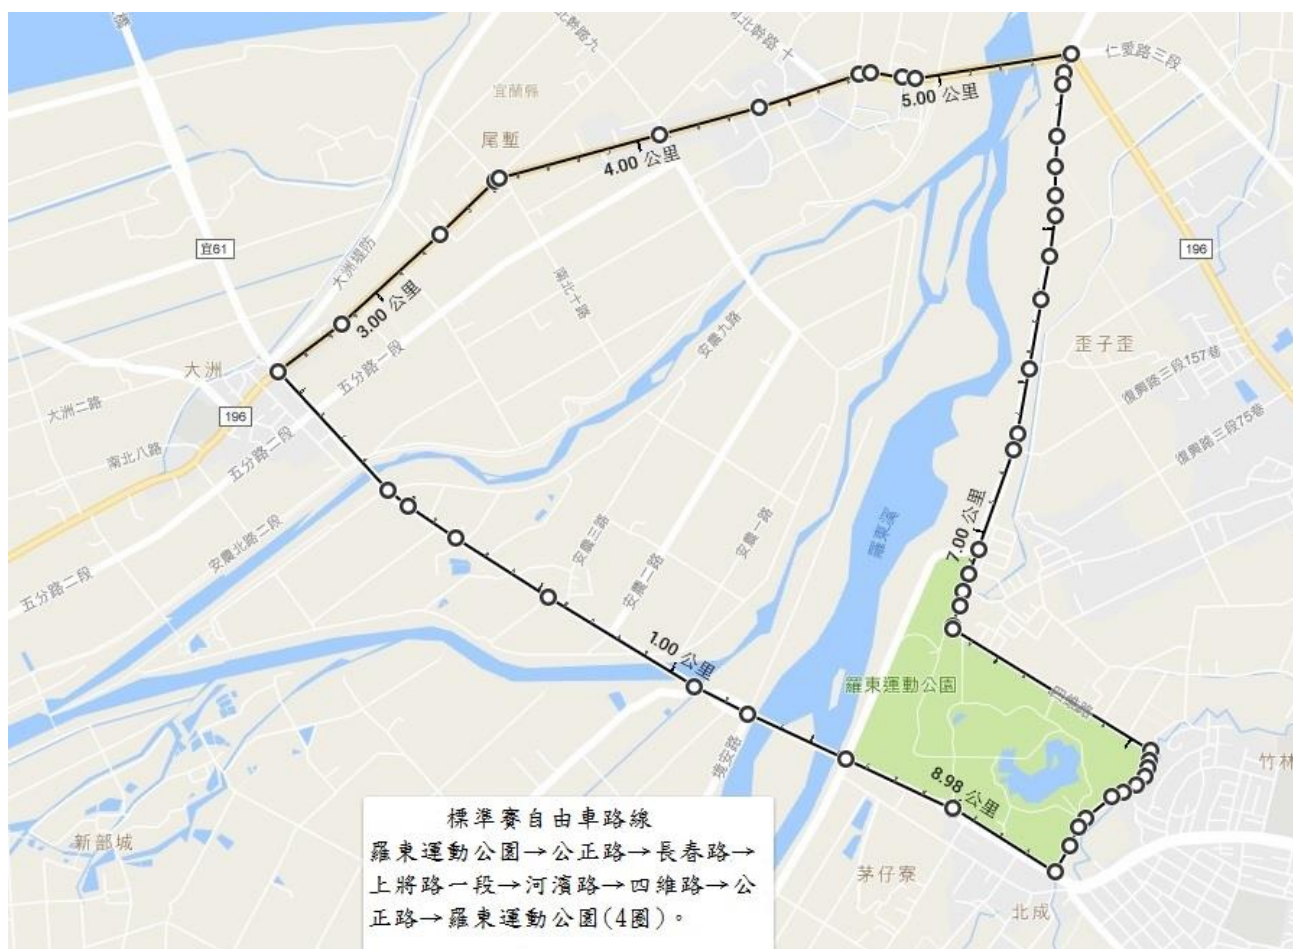 仁愛路三段
宜蘭縣
尾塹
5.00 公里
4.00 公里
宜61
大洲堤防
196
南北十路
3.00 公里
安農九路
歪子歪
大洲
五分路一段
復興路三段157巷
大洲二路
196
復興路三段75巷
南北八路
五分路二段
安農北路二段
安農三路
安農一路
羅東溪
7.00 公里
五分路二段
安農二路
1.00 公里
羅東運動公園
四維路
竹林
8.98 公里
新部城
茅仔寮
北成
標準賽自由車路線
羅東運動公園→公正路→長春路→
上將路一段→河濱路→四維路→公
正路→羅東運動公園(4圈)。